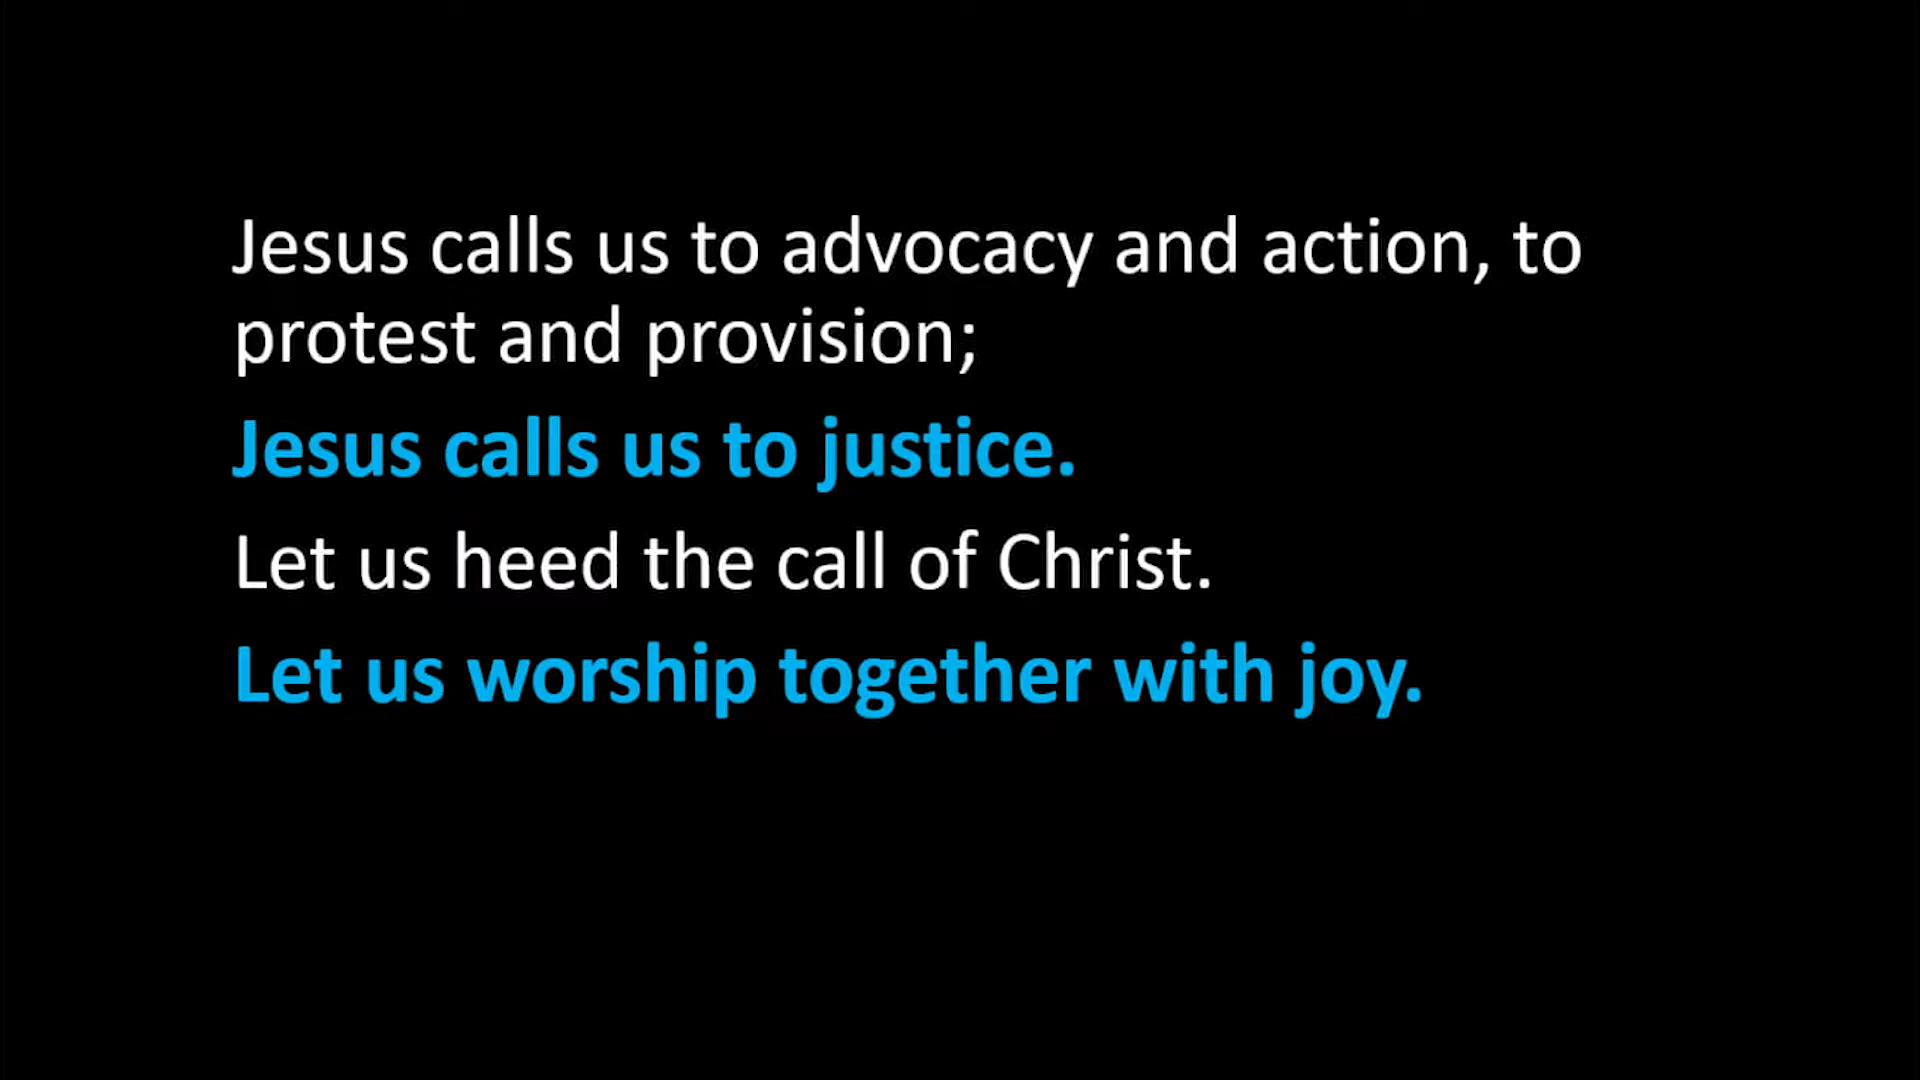 Jesus calls us to advocacy and action, to
protest and provision;
Jesus calls us to justice.
Let us heed the call of Christ.
Let us worship together with joy.